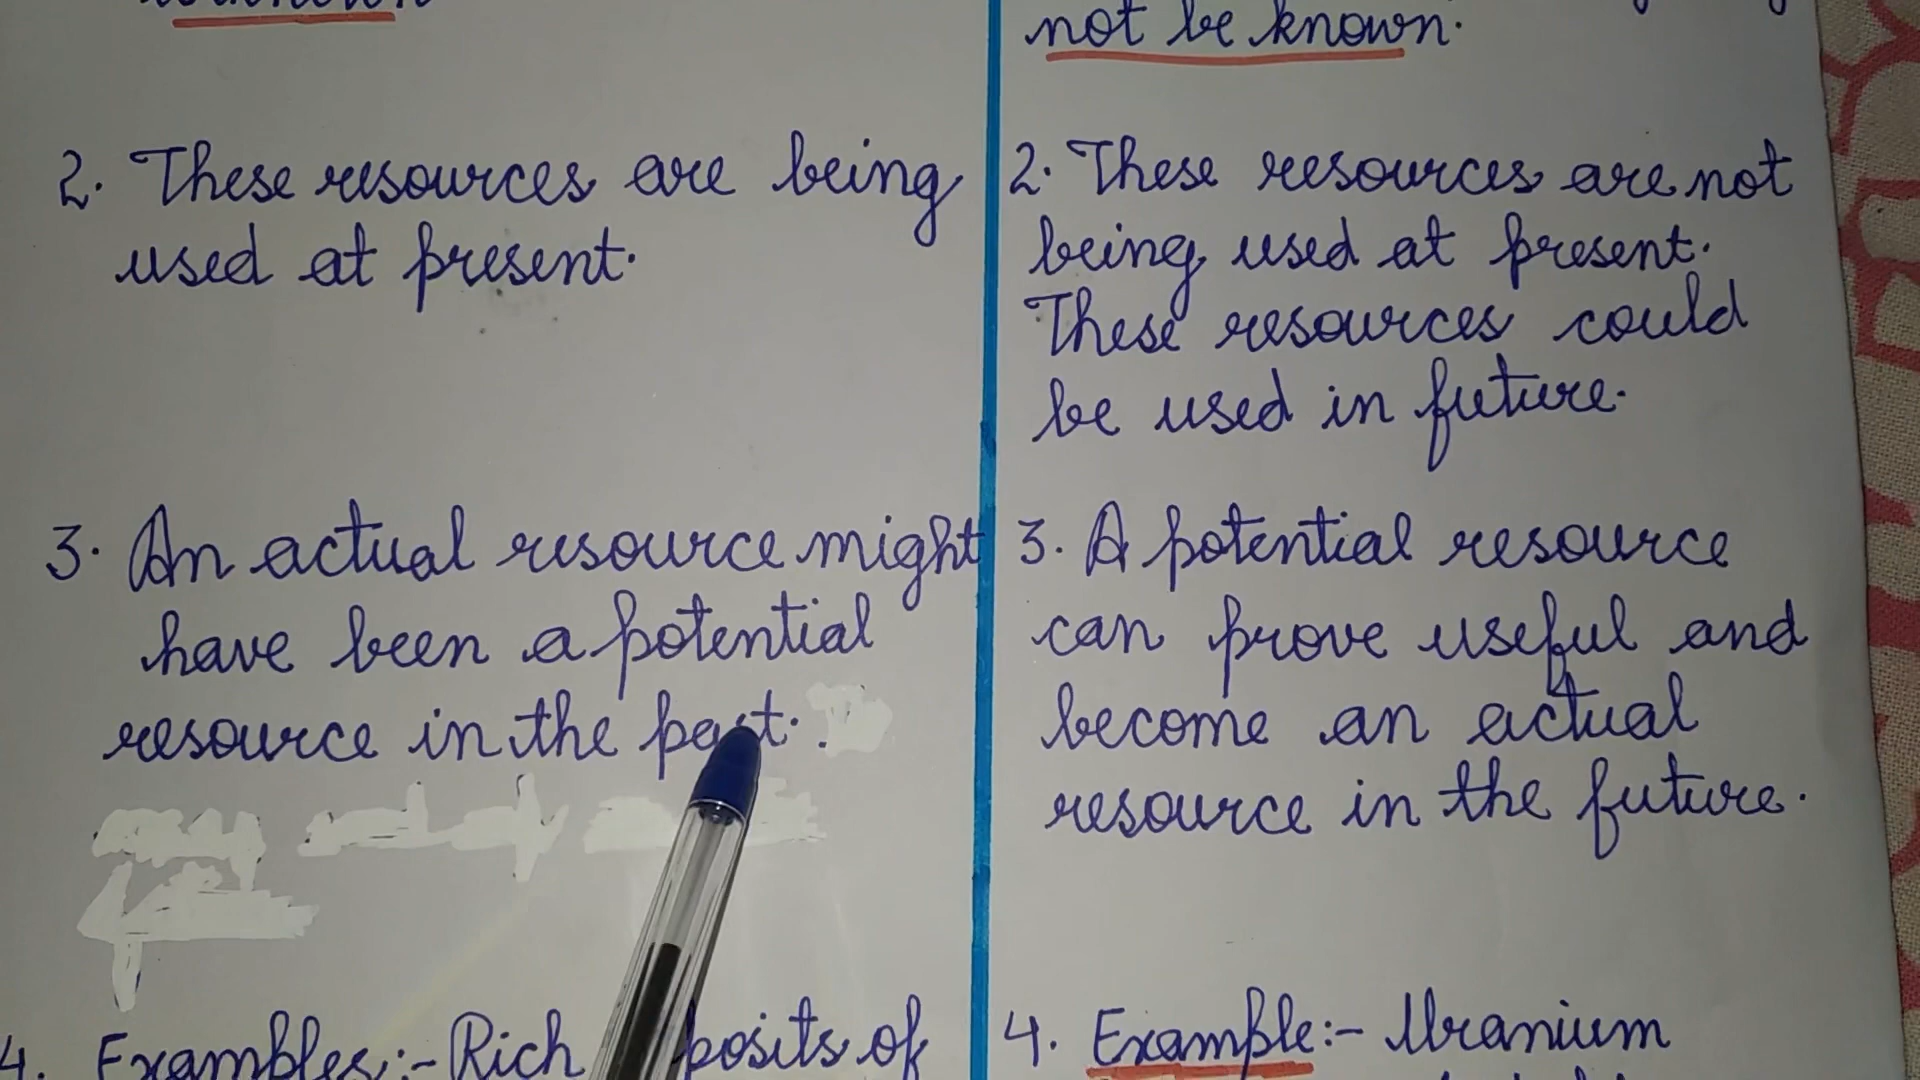 not be known.
2. These resources are being
used at present.
3. An actual resource might
have been a potential
resource in the past.
4. Examples:- Rich posits of
2. These resources are not
being used at present.
These resources could
be used in future.
3. A potential resource
can prove useful and
become an actual
resource in the future.
4. Example:- Uranium